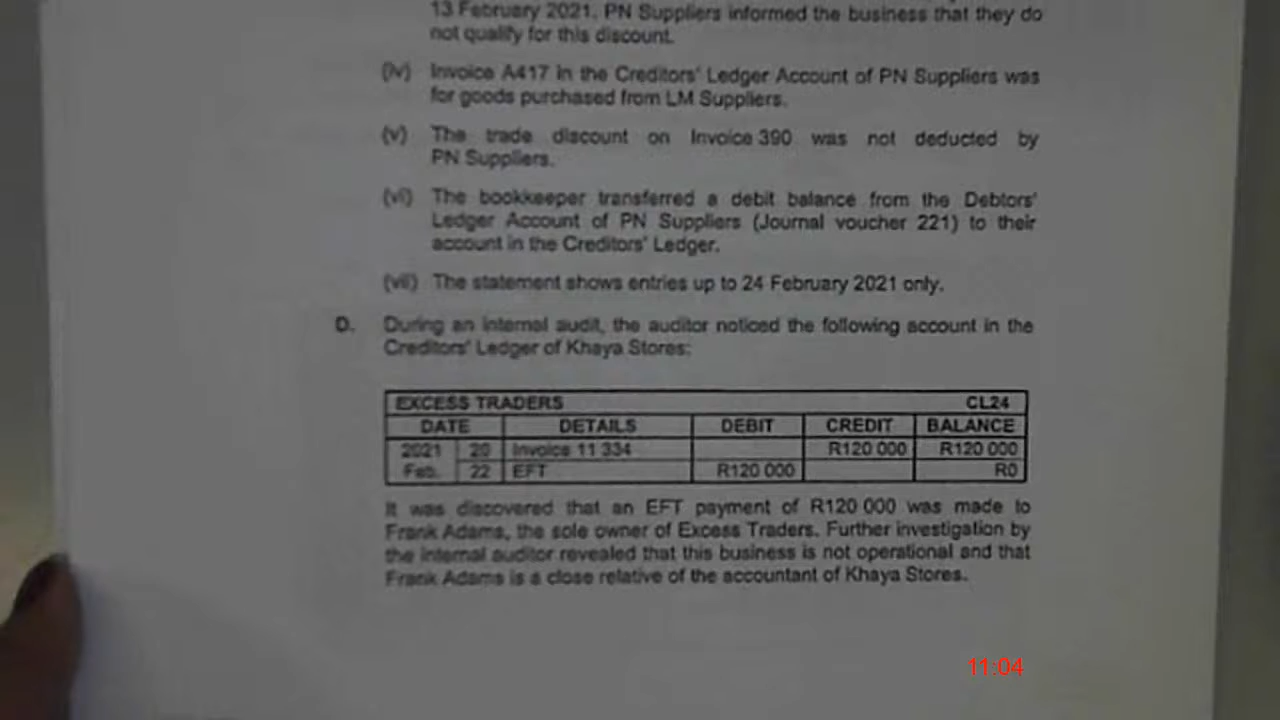 13 February 2021. PN Suppliers informed the business that they do
not qualify for this discount.
(iv) Invoice A417 in the Creditors' Ledger Account of PN Suppliers was
for goods purchased from LM Suppliers.
(v) The trade discount on Invoice 390 was not deducted by
PN Suppliers.
(vi) The bookkeeper transferred a debit balance from the Debtors'
Ledger Account of PN Suppliers (Journal voucher 221) to their
account in the Creditors' Ledger.
(vii) The statement shows entries up to 24 February 2021 only.
D. During an internal audit, the auditor noticed the following account in the
Creditors' Ledger of Khaya Stores:
EXCESS TRADERS CL24
DATE DETAILS DEBIT CREDIT BALANCE
2021 20 Invoice 11 334 R120 000 R120 000
Feb. 22 EFT R120 000 R0
It was discovered that an EFT payment of R120 000 was made to
Frank Adams, the sole owner of Excess Traders. Further investigation by
the internal auditor revealed that this business is not operational and that
Frank Adams is a close relative of the accountant of Khaya Stores.
11:04